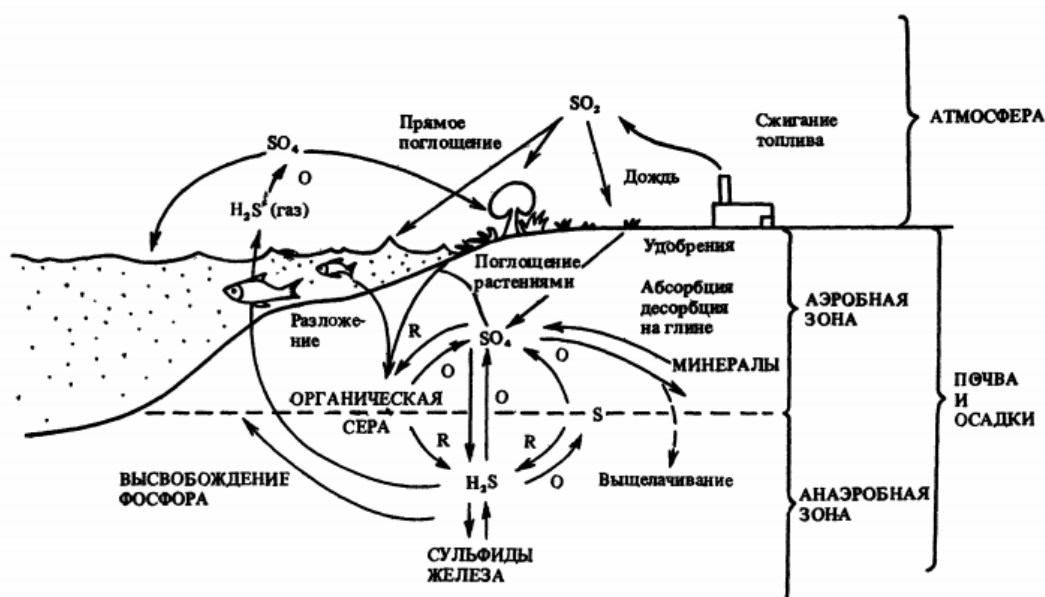 SO₂
Сжигание
топлива
АТМОСФЕРА
Прямое
поглощение
SO₄
O
H₂S (газ)
Дождь
Удобрения
Поглощение
растениями
Абсорбция
десорбция
на глине
АЭРОБНАЯ
ЗОНА
Разложе-
ние
R
SO₄
O
O
O
МИНЕРАЛЫ
ПОЧВА
И
ОСАДКИ
ОРГАНИЧЕСКАЯ
СЕРА
S
R
R
H₂S
O
Выщелачивание
ВЫСВОБОЖДЕНИЕ
ФОСФОРА
АНАЭРОБНАЯ
ЗОНА
СУЛЬФИДЫ
ЖЕЛЕЗА